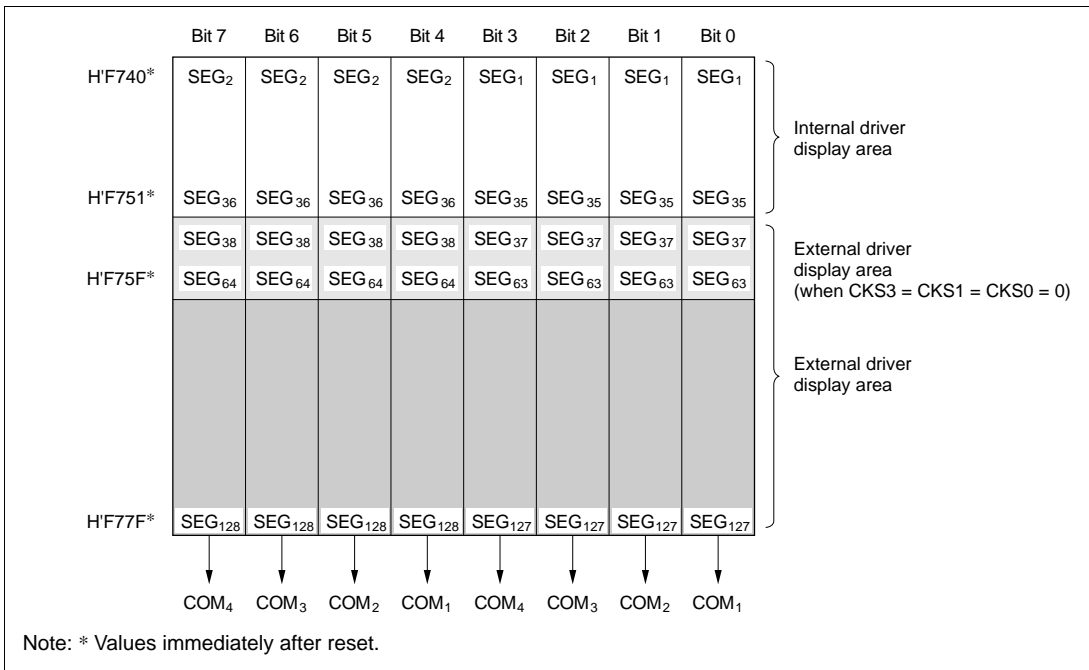 Bit 7 Bit 6 Bit 5 Bit 4 Bit 3 Bit 2 Bit 1 Bit 0
H'F740* SEG2 SEG2 SEG2 SEG2 SEG1 SEG1 SEG1 SEG1
Internal driver
display area
H'F751* SEG36 SEG36 SEG36 SEG36 SEG35 SEG35 SEG35 SEG35
SEG38 SEG38 SEG38 SEG38 SEG37 SEG37 SEG37 SEG37
H'F75F* SEG64 SEG64 SEG64 SEG64 SEG63 SEG63 SEG63 SEG63
External driver
display area
(when CKS3 = CKS1 = CKS0 = 0)
External driver
display area
H'F77F* SEG128 SEG128 SEG128 SEG128 SEG127 SEG127 SEG127 SEG127
COM4 COM3 COM2 COM1 COM4 COM3 COM2 COM1
Note: * Values immediately after reset.